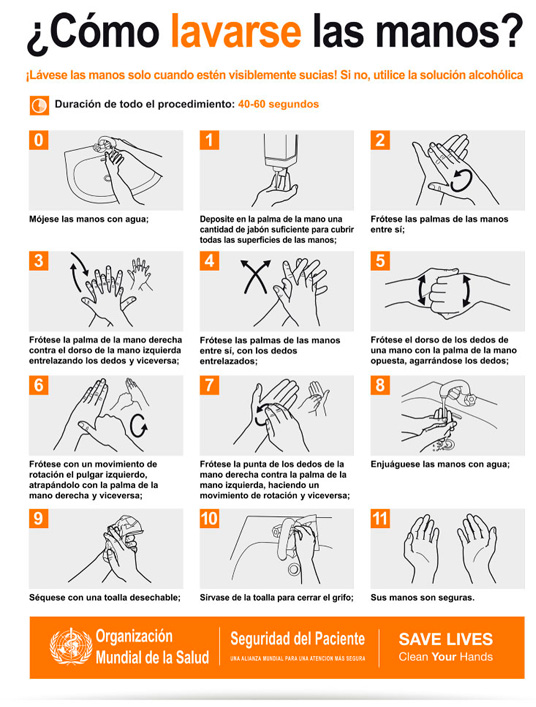 ¿Cómo lavarse las manos?
¡Lávese las manos solo cuando estén visiblemente sucias! Si no, utilice la solución alcohólica
Duración de todo el procedimiento: 40-60 segundos
0
1
2
Mójese las manos con agua;
Deposite en la palma de la mano una
cantidad de jabón suficiente para cubrir
todas las superficies de las manos;
Frótese las palmas de las manos
entre sí;
3
4
5
Frótese la palma de la mano derecha
contra el dorso de la mano izquierda
entrelazando los dedos y viceversa;
Frótese las palmas de las manos
entre sí, con los dedos
entrelazados;
Frótese el dorso de los dedos de
una mano con la palma de la mano
opuesta, agarrándose los dedos;
6
7
8
Frótese con un movimiento de
rotación el pulgar izquierdo,
atrapándolo con la palma de la
mano derecha y viceversa;
Frótese la punta de los dedos de la
mano derecha contra la palma de la
mano izquierda, haciendo un
movimiento de rotación y viceversa;
Enjuáguese las manos con agua;
9
10
11
Séquese con una toalla desechable;
Sírvase de la toalla para cerrar el grifo;
Sus manos son seguras.
Organización
Mundial de la Salud
Seguridad del Paciente
UNA ALIANZA MUNDIAL PARA UNA ATENCION MAS SEGURA
SAVE LIVES
Clean Your Hands